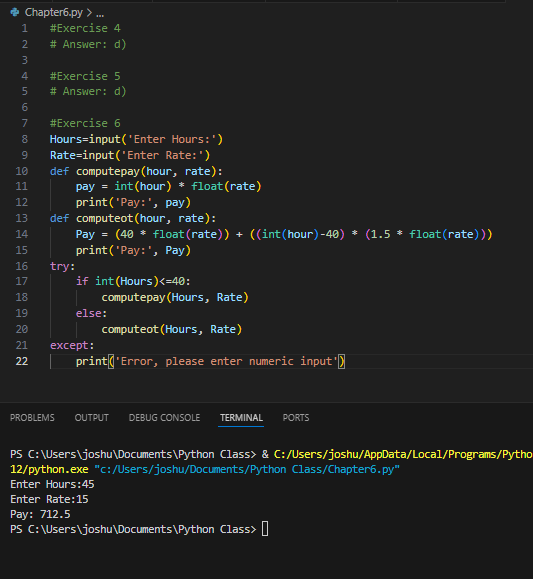 Chapter6.py > ...
1 #Exercise 4
2 # Answer: d)
3
4 #Exercise 5
5 # Answer: d)
6
7 #Exercise 6
8 Hours=input('Enter Hours:')
9 Rate=input('Enter Rate:')
10 def computepay(hour, rate):
11     pay = int(hour) * float(rate)
12     print('Pay:', pay)
13 def computeot(hour, rate):
14     Pay = (40 * float(rate)) + ((int(hour)-40) * (1.5 * float(rate)))
15     print('Pay:', Pay)
16 try:
17     if int(Hours)<=40:
18         computepay(Hours, Rate)
19     else:
20         computeot(Hours, Rate)
21 except:
22     print('Error, please enter numeric input')
PROBLEMS OUTPUT DEBUG CONSOLE TERMINAL PORTS
PS C:\Users\joshu\Documents\Python Class> & C:/Users/joshu/AppData/Local/Programs/Pytho
12/python.exe "c:/Users/joshu/Documents/Python Class/Chapter6.py"
Enter Hours:45
Enter Rate:15
Pay: 712.5
PS C:\Users\joshu\Documents\Python Class>